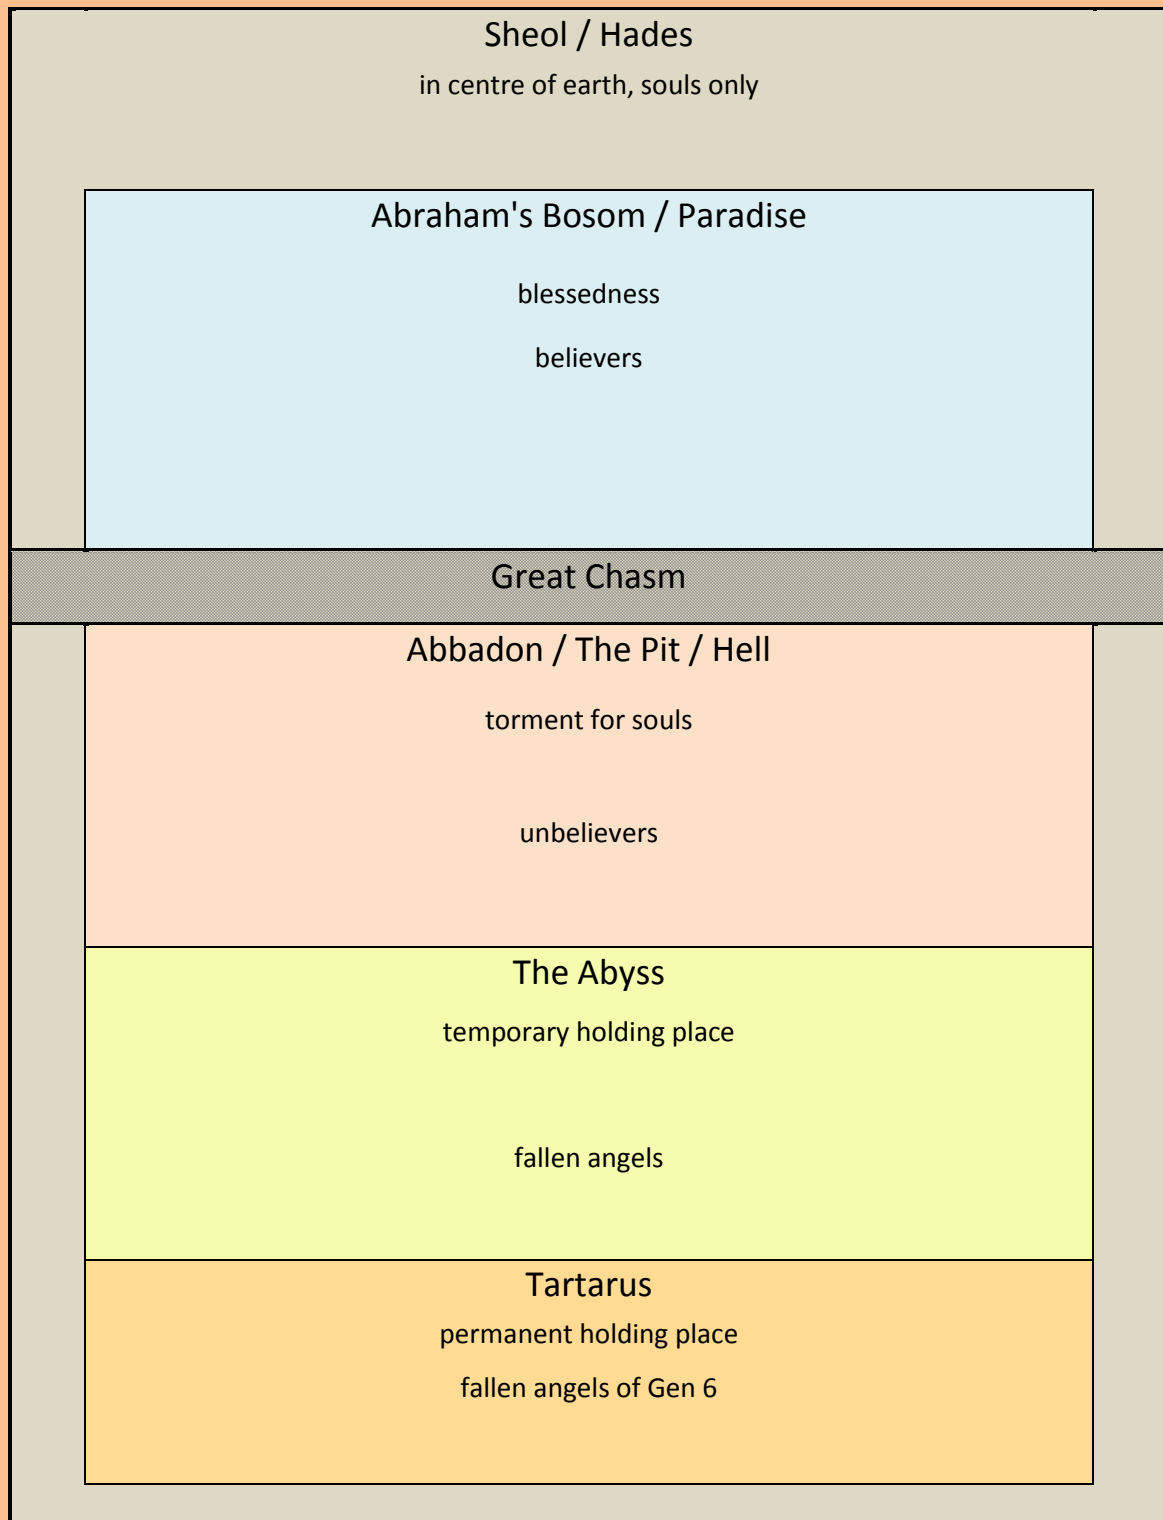 Sheol / Hades
in centre of earth, souls only
Abraham's Bosom / Paradise
blessedness
believers
Great Chasm
Abbadon / The Pit / Hell
torment for souls
unbelievers
The Abyss
temporary holding place
fallen angels
Tartarus
permanent holding place
fallen angels of Gen 6